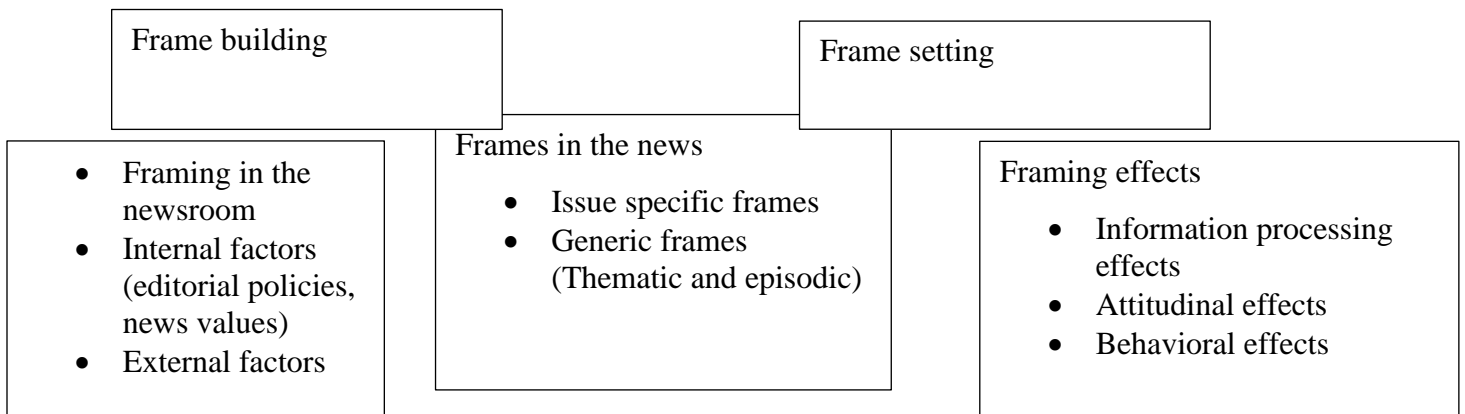 Frame building
Frame setting
• Framing in the
newsroom
• Internal factors
(editorial policies,
news values)
• External factors
Frames in the news
• Issue specific frames
• Generic frames
(Thematic and episodic)
Framing effects
• Information processing
effects
• Attitudinal effects
• Behavioral effects